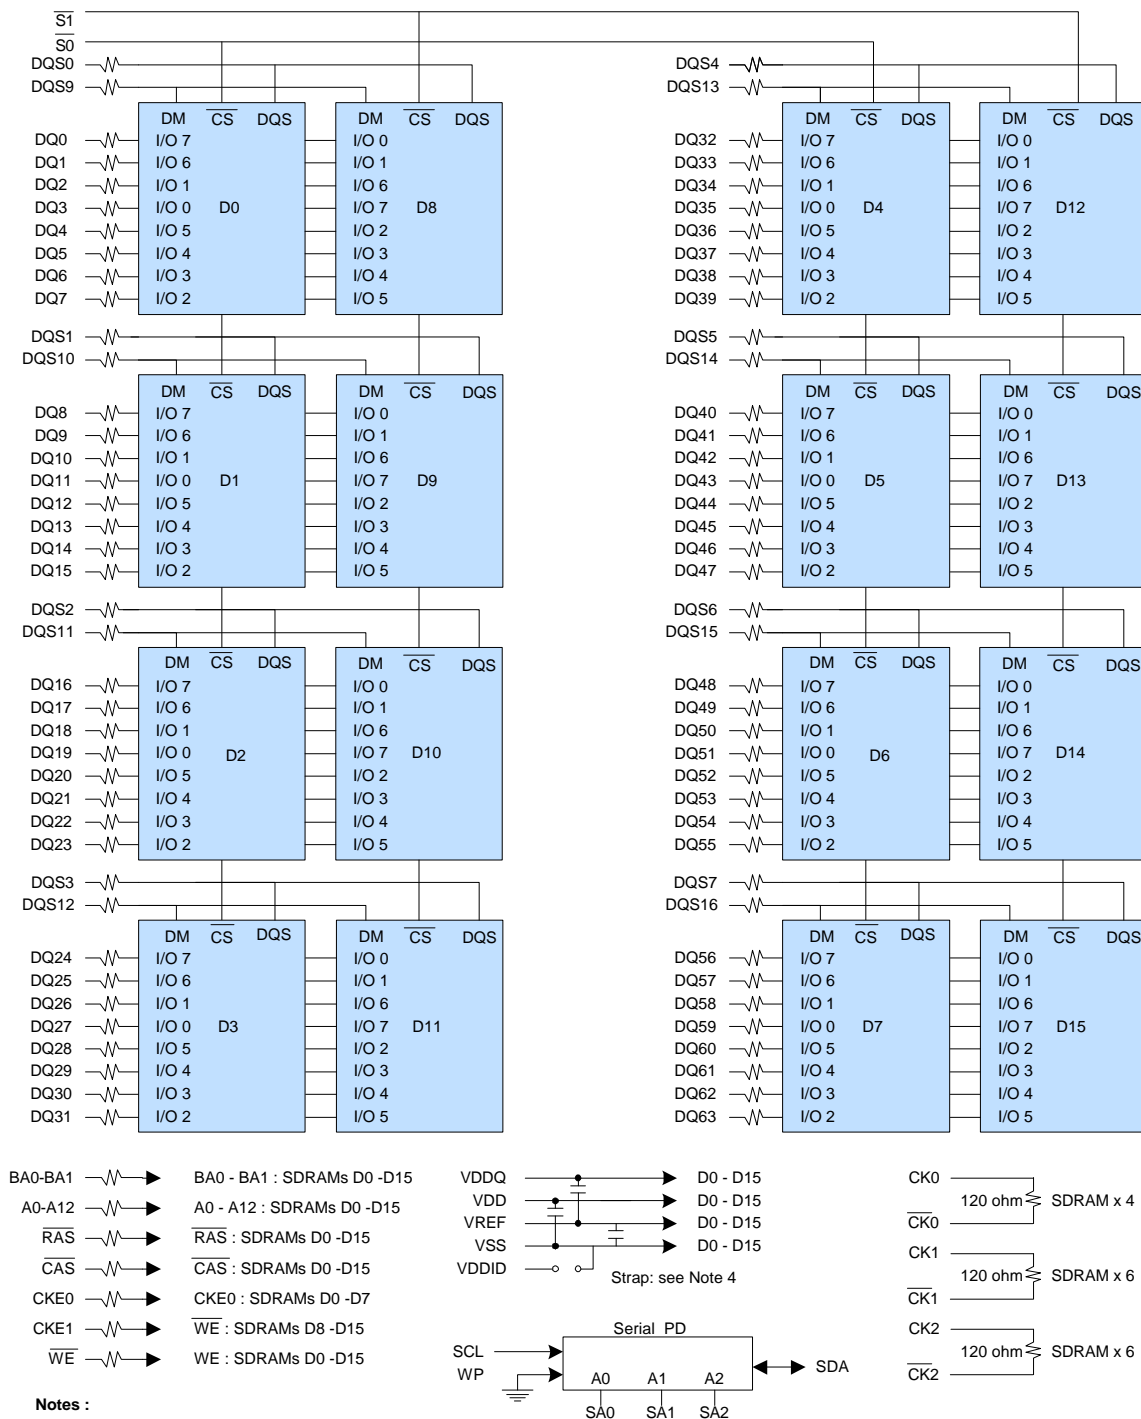 S1
S0
DQS0
DQS9
DM CS DQS
CS DQS
DQ0 I/O 7 I/O 0
DQ1 I/O 6 I/O 1
DQ2 I/O 1 I/O 6
DQ3 I/O 0 D0 I/O 7 D8
DQ4 I/O 5 I/O 2
DQ5 I/O 4 I/O 3
DQ6 I/O 3 I/O 4
DQ7 I/O 2 I/O 5
DQS1
DQS10
DM CS DQS DM CS DQS
DQ8 I/O 7 I/O 0
DQ9 I/O 6 I/O 1
DQ10 I/O 1 I/O 6
DQ11 I/O 0 D1 I/O 7 D9
DQ12 I/O 5 I/O 2
DQ13 I/O 4 I/O 3
DQ14 I/O 3 I/O 4
DQ15 I/O 2 I/O 5
DQS2
DQS11
DM CS DQS DM CS DQS
DQ16 I/O 7 I/O 0
DQ17 I/O 6 I/O 1
DQ18 I/O 1 I/O 6
DQ19 I/O 0 D2 I/O 7 D10
DQ20 I/O 5 I/O 2
DQ21 I/O 4 I/O 3
DQ22 I/O 3 I/O 4
DQ23 I/O 2 I/O 5
DQS3
DQS12
DM CS DQS DM CS DQS
DQ24 I/O 7 I/O 0
DQ25 I/O 6 I/O 1
DQ26 I/O 1 I/O 6
DQ27 I/O 0 D3 I/O 7 D11
DQ28 I/O 5 I/O 2
DQ29 I/O 4 I/O 3
DQ30 I/O 3 I/O 4
DQ31 I/O 2 I/O 5
DQS4
DQS13
DM CS DQS DM CS DQS
DQ32 I/O 7 I/O 0
DQ33 I/O 6 I/O 1
DQ34 I/O 1 I/O 6
DQ35 I/O 0 D4 I/O 7 D12
DQ36 I/O 5 I/O 2
DQ37 I/O 4 I/O 3
DQ38 I/O 3 I/O 4
DQ39 I/O 2 I/O 5
DQS5
DQS14
DM CS DQS DM CS DQS
DQ40 I/O 7 I/O 0
DQ41 I/O 6 I/O 1
DQ42 I/O 1 I/O 6
DQ43 I/O 0 D5 I/O 7 D13
DQ44 I/O 5 I/O 2
DQ45 I/O 4 I/O 3
DQ46 I/O 3 I/O 4
DQ47 I/O 2 I/O 5
DQS6
DQS15
DM CS DQS DM CS DQS
DQ48 I/O 7 I/O 0
DQ49 I/O 6 I/O 1
DQ50 I/O 1 I/O 6
DQ51 I/O 0 D6 I/O 7 D14
DQ52 I/O 5 I/O 2
DQ53 I/O 4 I/O 3
DQ54 I/O 3 I/O 4
DQ55 I/O 2 I/O 5
DQS7
DQS16
DM CS DQS DM CS DQS
DQ56 I/O 7 I/O 0
DQ57 I/O 6 I/O 1
DQ58 I/O 1 I/O 6
DQ59 I/O 0 D7 I/O 7 D15
DQ60 I/O 5 I/O 2
DQ61 I/O 4 I/O 3
DQ62 I/O 3 I/O 4
DQ63 I/O 2 I/O 5
BA0-BA1 BA0 - BA1 : SDRAMs D0 -D15
A0-A12 A0 - A12 : SDRAMs D0 -D15
RAS RAS : SDRAMs D0 -D15
CAS CAS : SDRAMs D0 -D15
CKE0 CKE0 : SDRAMs D0 -D7
CKE1 WE : SDRAMs D8 -D15
WE WE : SDRAMs D0 -D15
Notes :
VDDQ D0 - D15
VDD D0 - D15
VREF D0 - D15
VSS D0 - D15
VDDID
Strap: see Note 4
Serial PD
SCL
WP
SDA
A0 A1 A2
SA0 SA1 SA2
CK0
120 ohm SDRAM x 4
CK0
CK1
120 ohm SDRAM x 6
CK1
CK2
120 ohm SDRAM x 6
CK2